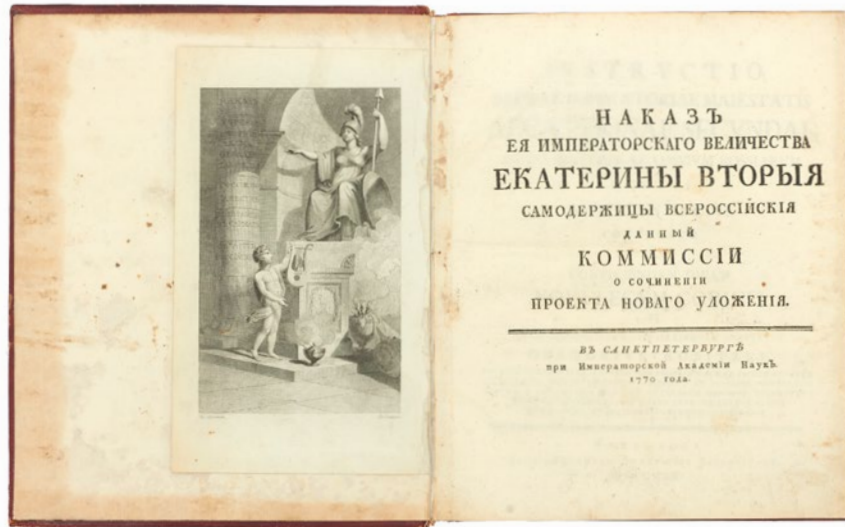 НАКАЗЪ
ЕЯ ИМПЕРАТОРСКАГО ВЕЛИЧЕСТВА
ЕКАТЕРИНЫ ВТОРЫЯ
САМОДЕРЖИЦЫ ВСЕРОССІЙСКІЯ
ДАННЫЙ
КОММИССІИ
О СОЧИНЕНІИ
ПРОЕКТА НОВАГО УЛОЖЕНІЯ.
ВЪ САНКТПЕТЕРБУРГѢ
при Императорской Академіи Наукъ.
1770 года.